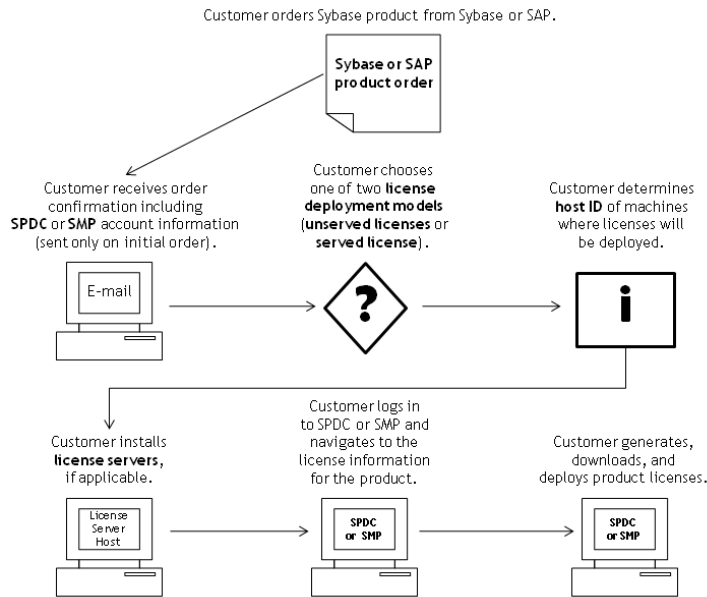 Customer orders Sybase product from Sybase or SAP.
Sybase or SAP
product order
Customer receives order
confirmation including
SPDC or SMP account information
(sent only on initial order).
E-mail
Customer chooses
one of two license
deployment models
(unserved licenses or
served license).
?
Customer determines
host ID of machines
where licenses will
be deployed.
i
Customer installs
license servers,
if applicable.
License
Server
Host
Customer logs in
to SPDC or SMP and
navigates to the
license information
for the product.
SPDC
or SMP
Customer generates,
downloads, and
deploys product licenses.
SPDC
or SMP